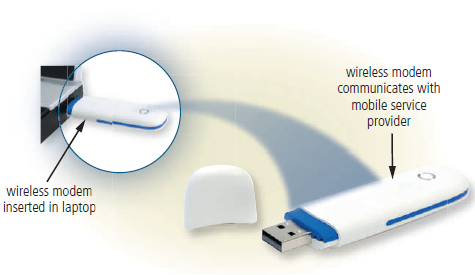 wireless modem
communicates with
mobile service
provider
wireless modem
inserted in laptop